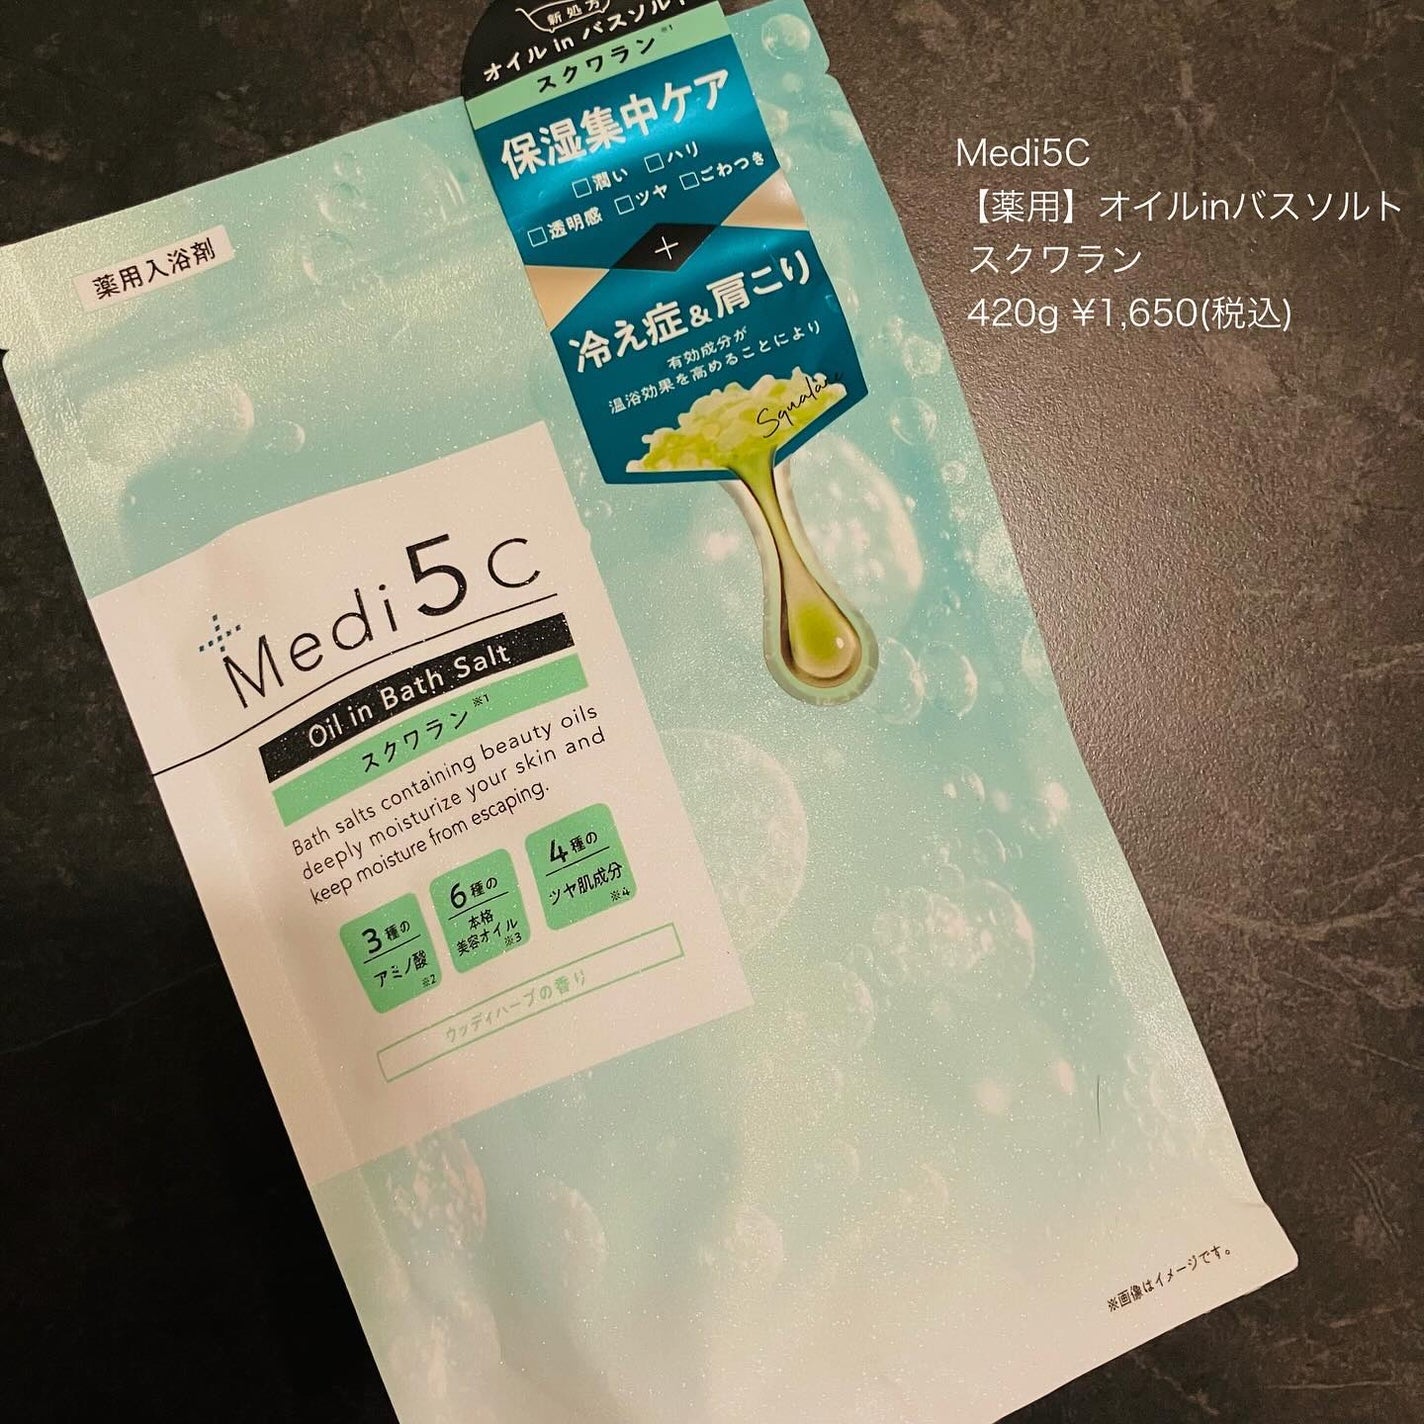 新処方
オイル in バスソルト
スクワラン※1
保湿集中ケア
□潤い □ハリ
□透明感 □ツヤ □ごわつき
+
冷え症&肩こり
有効成分が
温浴効果を高めることにより
Squalane
薬用入浴剤
Medi5C
【薬用】オイルinバスソルト
スクワラン
420g ¥1,650(税込)
Medi5C
Oil in Bath Salt
スクワラン※1
Bath salts containing beauty oils
deeply moisturize your skin and
keep moisture from escaping.
3種の
アミノ酸
※2
6種の
本格
美容オイル
※3
4種の
ツヤ肌成分
※4
ウッディハーブの香り
※画像はイメージです。